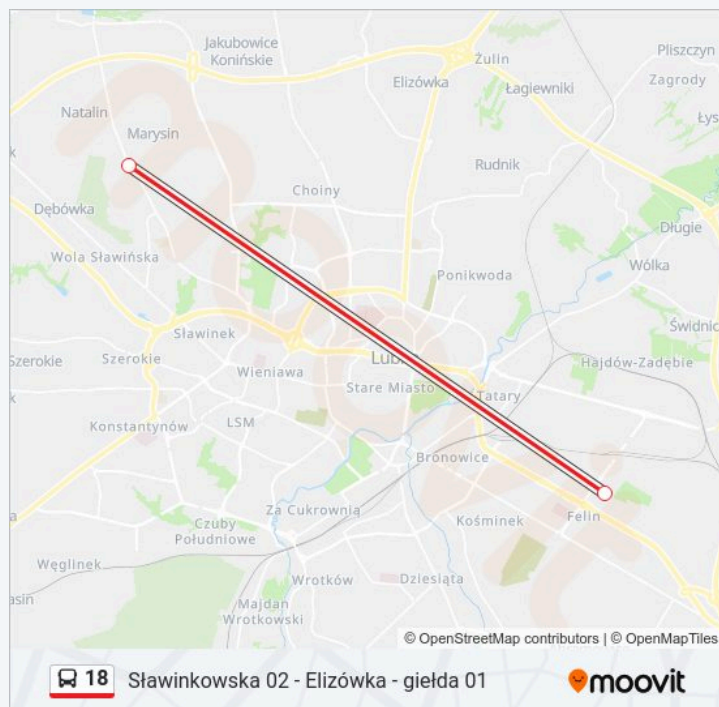 Jakubowice
Konińskie
Żulin
Pliszczyn
Elizówka
Łagiewniki
Zagrody
Natalin
Marysin
Rudnik
Choiny
Dębówka
Długie
Wola Sławińska
Ponikwoda
Wólka
Sławinek
Świdnic
Szerokie
Szerokie
Wieniawa
Hajdów-Zadębie
Stare Miasto
Tatary
Konstantynów
LSM
Bronowice
Za Cukrownią
Felin
Czuby
Południowe
Kośminek
Węglinek
Wrotków
Dziesiąta
Majdan
Wrotkowski
© OpenStreetMap contributors | © OpenMapTiles
18 Sławinkowska 02 - Elizówka - giełda 01
moovit